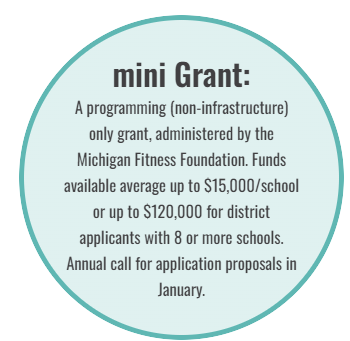 mini Grant:
A programming (non-infrastructure)
only grant, administered by the
Michigan Fitness Foundation. Funds
available average up to $15,000/school
or up to $120,000 for district
applicants with 8 or more schools.
Annual call for application proposals in
January.